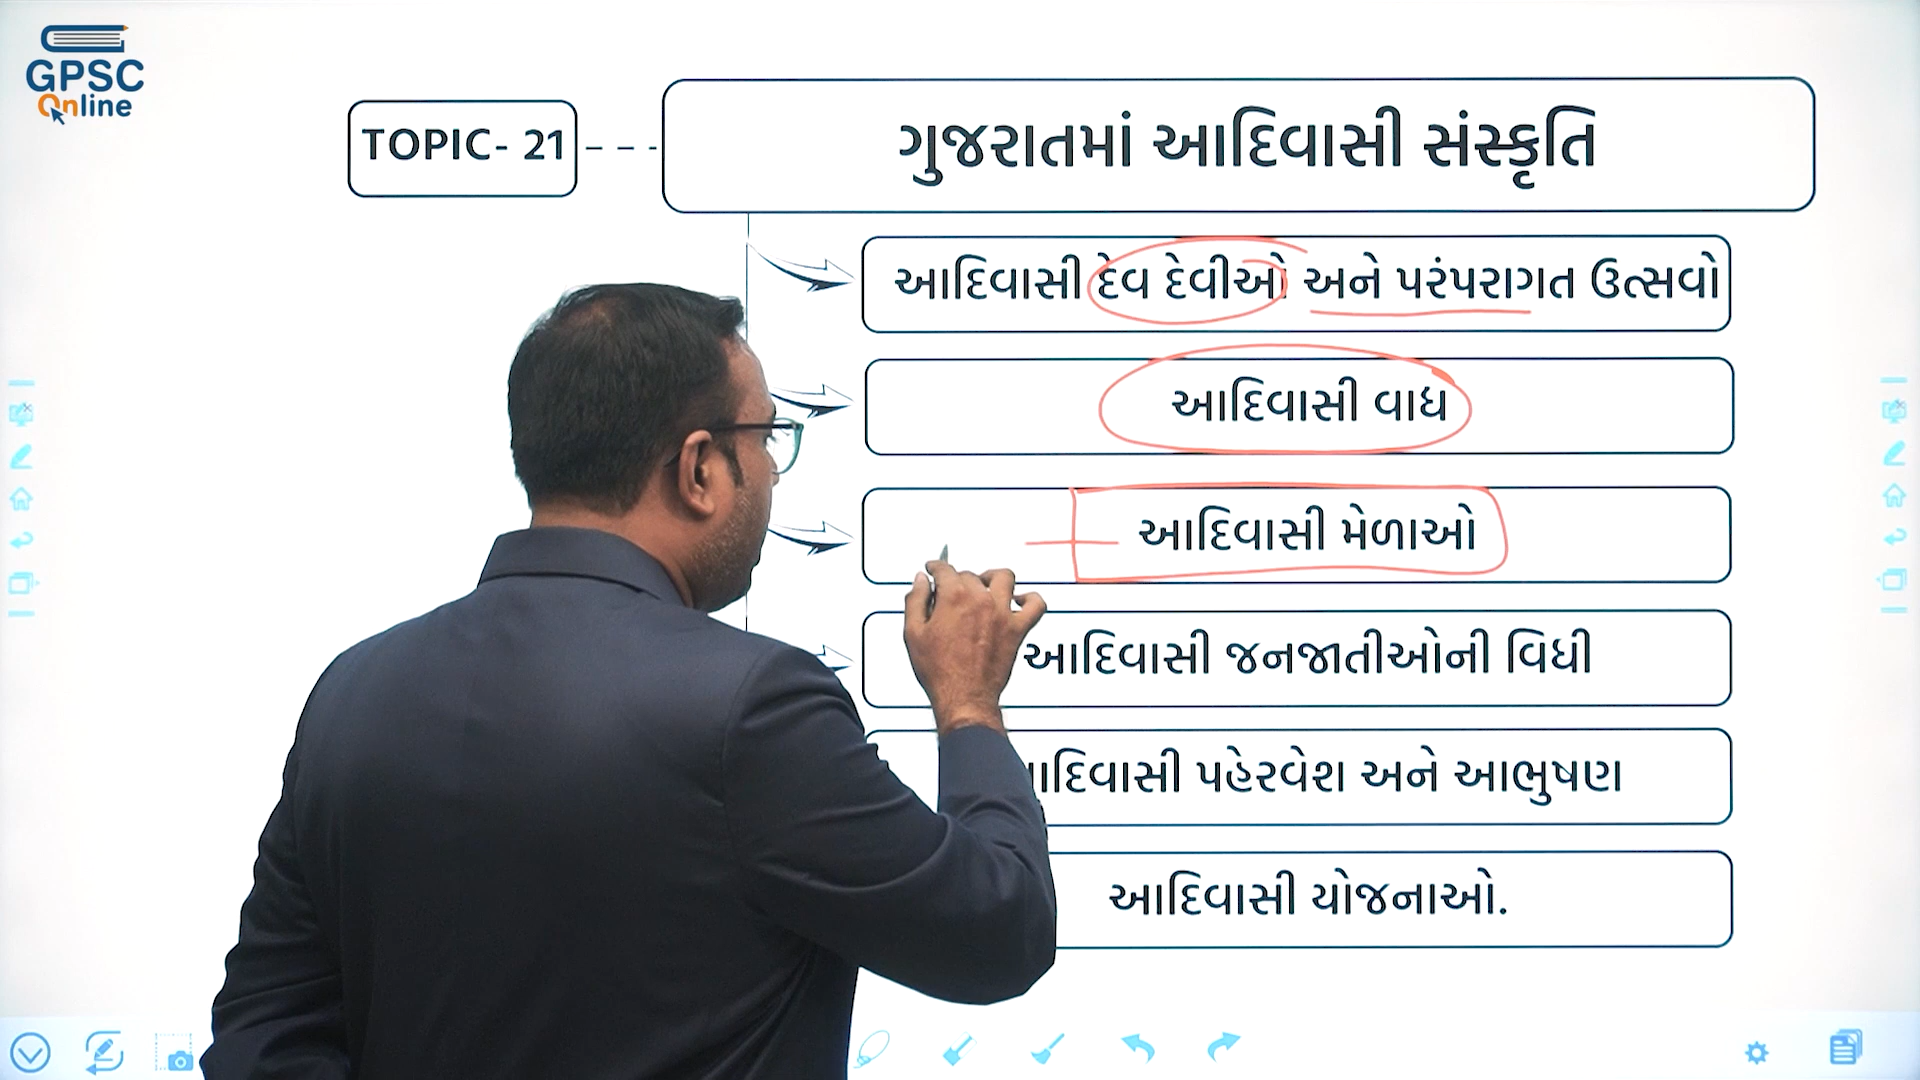 GPSC
Online
TOPIC- 21
ગુજરાતમાં આદિવાસી સંસ્કૃતિ
આદિવાસી દેવ દેવીઓ અને પરંપરાગત ઉત્સવો
આદિવાસી વાદ્ય
આદિવાસી મેળાઓ
આદિવાસી જનજાતીઓની વિધી
આદિવાસી પહેરવેશ અને આભુષણ
આદિવાસી યોજનાઓ.